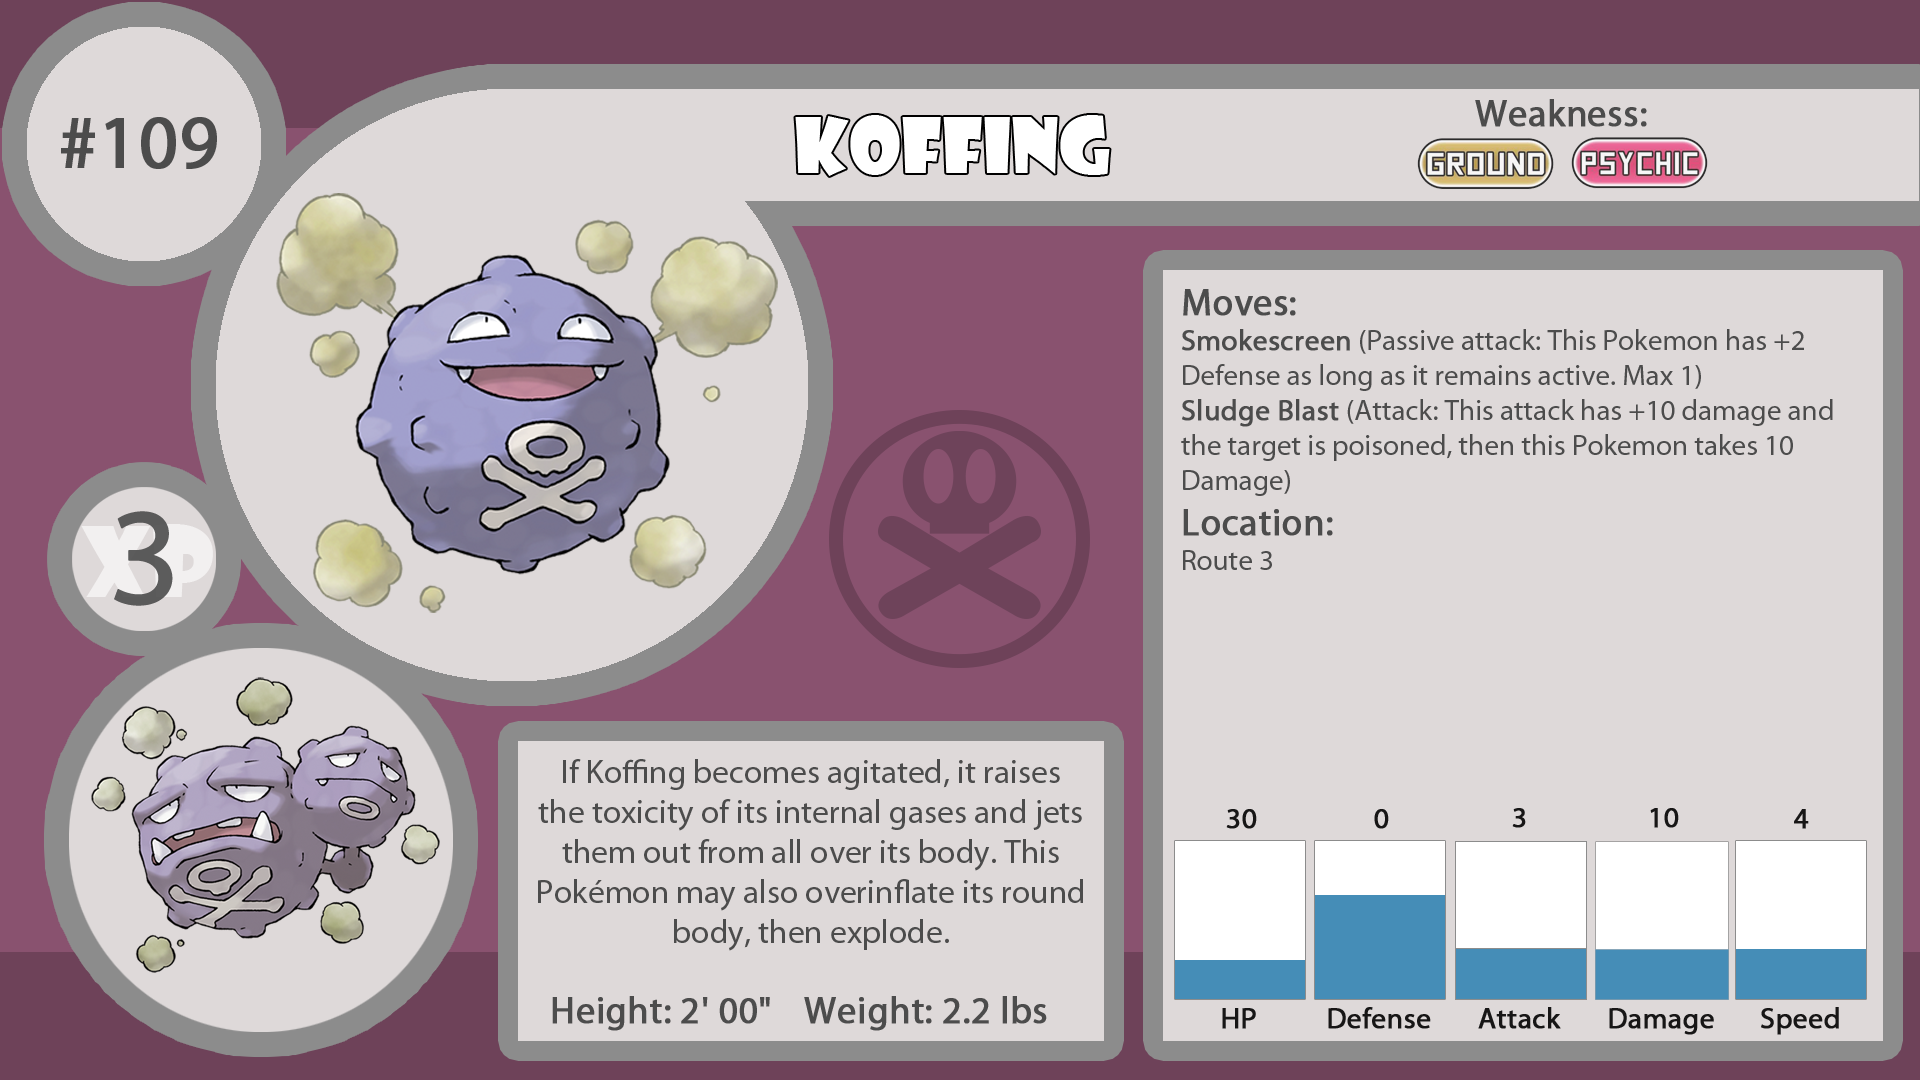 #109
KOFFING
Weakness:
GROUND PSYCHIC
XP
3
Moves:
Smokescreen (Passive attack: This Pokemon has +2
Defense as long as it remains active. Max 1)
Sludge Blast (Attack: This attack has +10 damage and
the target is poisoned, then this Pokemon takes 10
Damage)
Location:
Route 3
If Koffing becomes agitated, it raises
the toxicity of its internal gases and jets
them out from all over its body. This
Pokémon may also overinflate its round
body, then explode.
Height: 2' 00" Weight: 2.2 lbs
30 0 3 10 4
HP Defense Attack Damage Speed